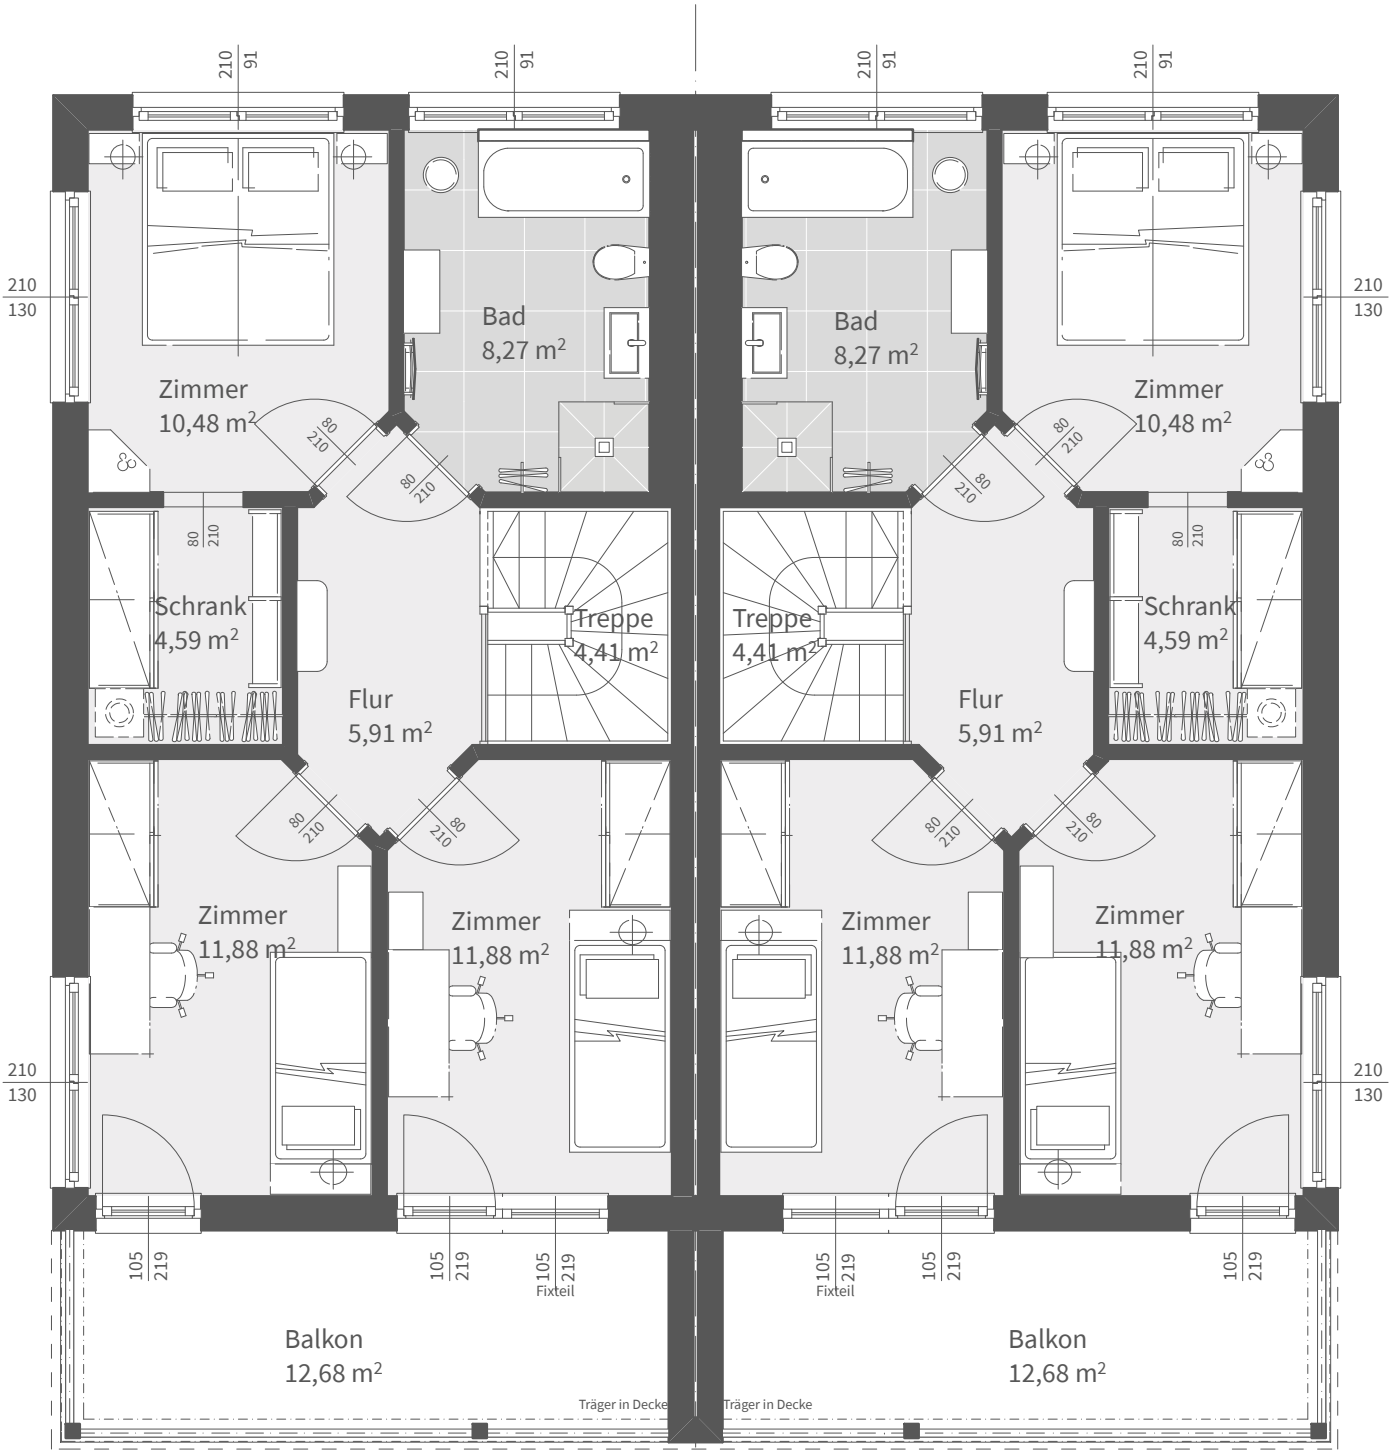 210
91
210
91
210
91
210
91
210
130
210
130
Bad
8,27 m²
Bad
8,27 m²
Zimmer
10,48 m²
Zimmer
10,48 m²
80
210
80
210
80
210
80
210
80
210
80
210
Schrank
4,59 m²
Treppe
4,41 m²
Treppe
4,41 m²
Schrank
4,59 m²
Flur
5,91 m²
Flur
5,91 m²
80
210
80
210
80
210
80
210
Zimmer
11,88 m²
Zimmer
11,88 m²
Zimmer
11,88 m²
Zimmer
11,88 m²
210
130
210
130
105
219
105
219
105
219
Fixteil
105
219
Fixteil
105
219
105
219
Balkon
12,68 m²
Balkon
12,68 m²
Träger in Decke
Träger in Decke